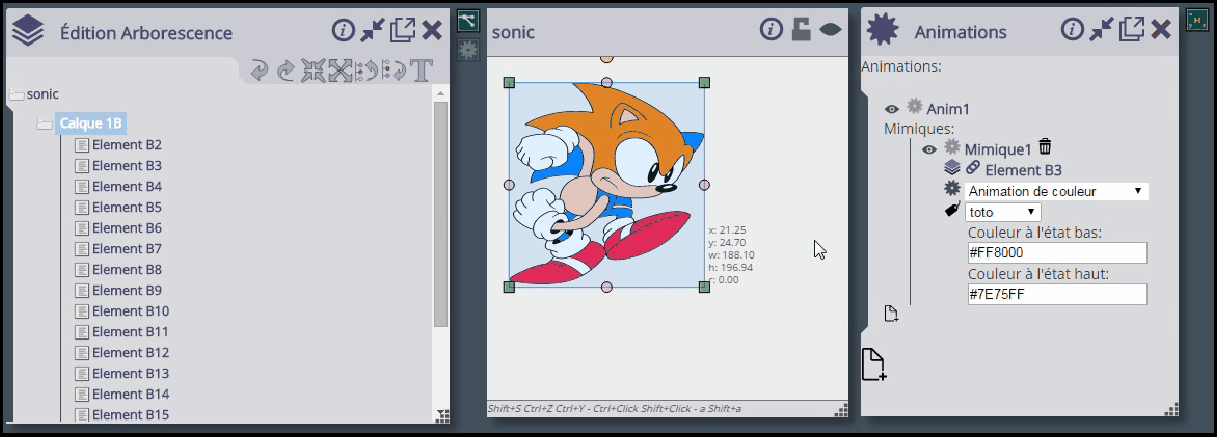 Édition Arborescence
T
sonic
Calque 1B
Element B2
Element B3
Element B4
Element B5
Element B6
Element B7
Element B8
Element B9
Element B10
Element B11
Element B12
Element B13
Element B14
Element B15
sonic
x: 21.25
y: 24.70
w: 188.10
h: 196.94
r: 0.00
Shift+S Ctrl+Z Ctrl+Y - Ctrl+Click Shift+Click - a Shift+a
Animations
Animations:
Anim1
Mimiques:
Mimique1
Element B3
Animation de couleur
toto
Couleur à l'état bas:
#FF8000
Couleur à l'état haut:
#7E75FF